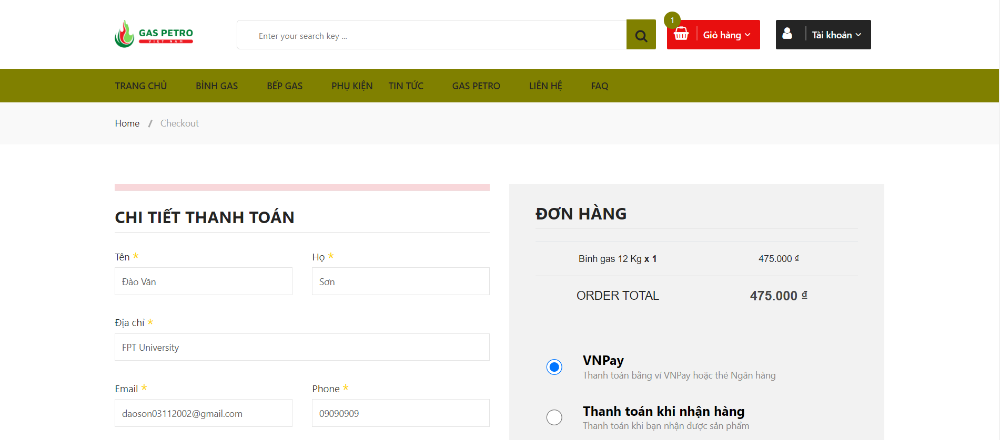 GAS PETRO
VIET NAM
Enter your search key ...
1
Giỏ hàng
Tài khoản
TRANG CHỦ BÌNH GAS BẾP GAS PHỤ KIỆN TIN TỨC GAS PETRO LIÊN HỆ FAQ
Home / Checkout
CHI TIẾT THANH TOÁN
Tên * Họ *
Đào Văn Sơn
Địa chỉ *
FPT University
Email * Phone *
daoson03112002@gmail.com 09090909
ĐƠN HÀNG
Bình gas 12 Kg x 1 475.000 ₫
ORDER TOTAL 475.000 ₫
VNPay
Thanh toán bằng ví VNPay hoặc thẻ Ngân hàng
Thanh toán khi nhận hàng
Thanh toán khi bạn nhận được sản phẩm